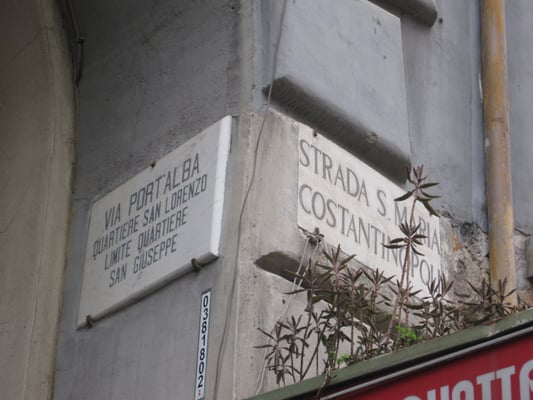 VIA PORT'ALBA
QUARTIERE SAN LORENZO
LIMITE QUARTIERE
SAN GIUSEPPE
0381802
STRADA S. MARIA
COSTANTINOPOLI